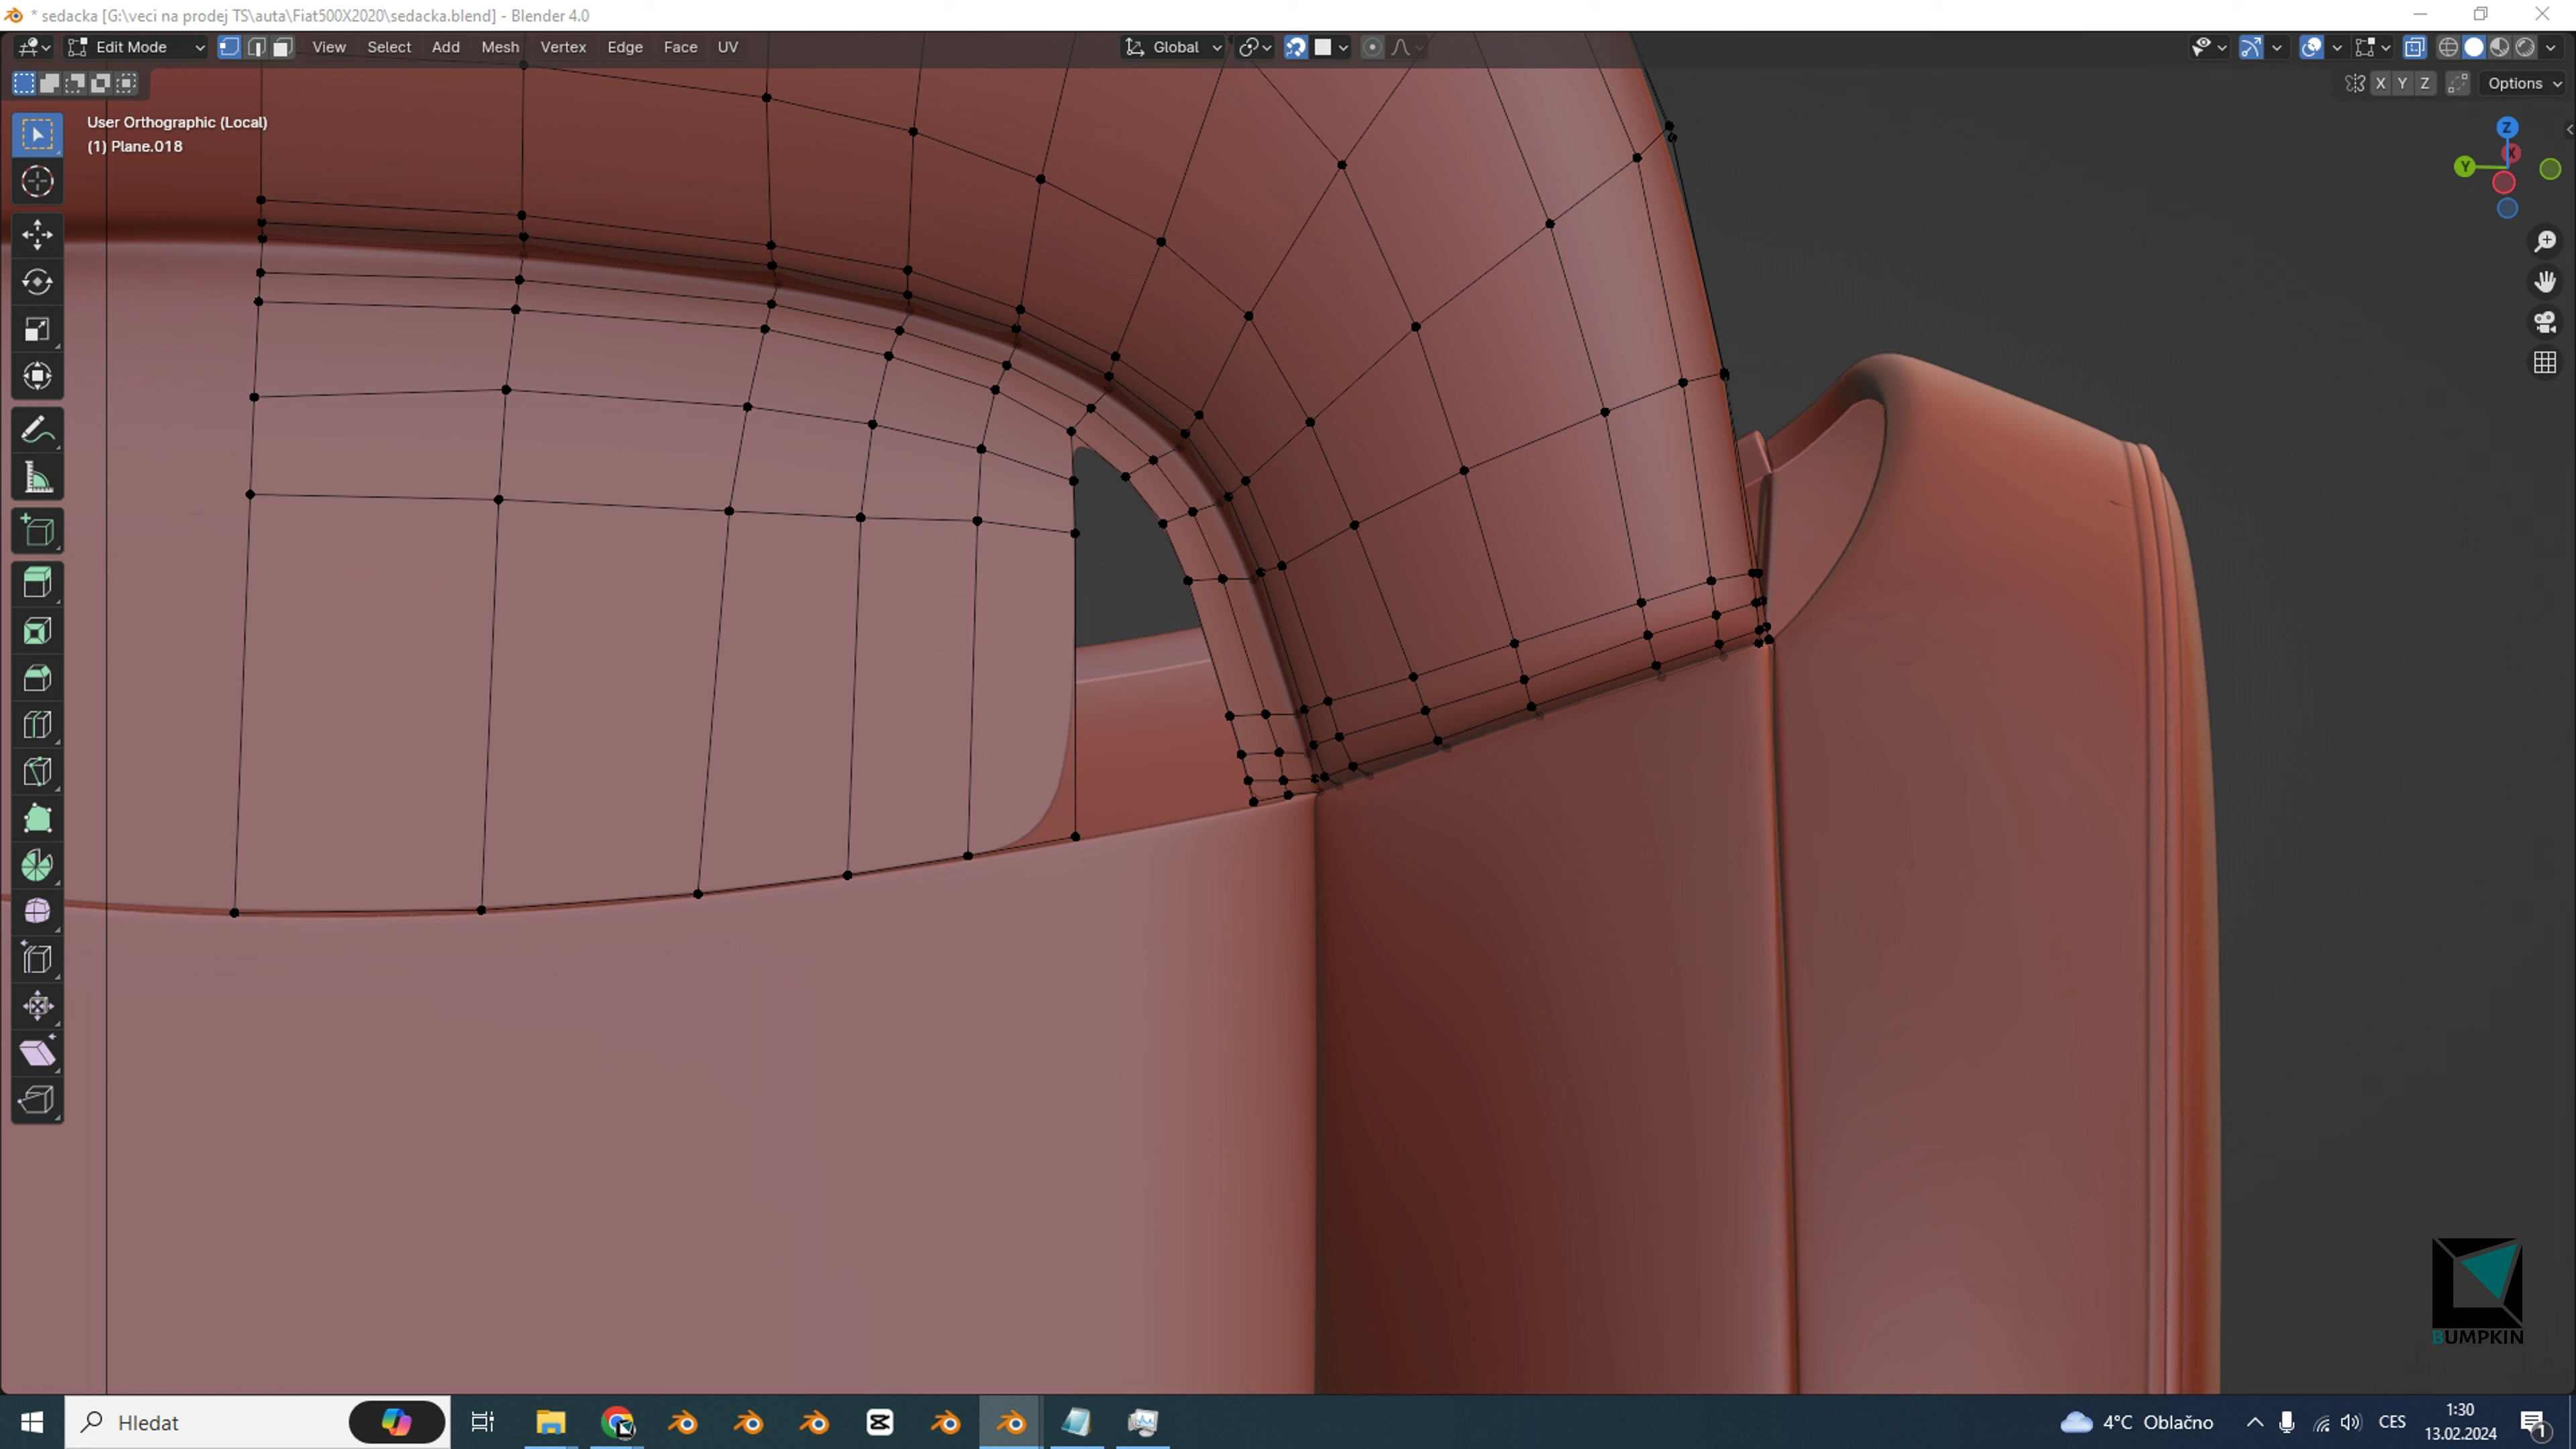 * sedacka [G:\veci na prodej TS\auta\Fiat500X2020\sedacka.blend] - Blender 4.0
Edit Mode View Select Add Mesh Vertex Edge Face UV Global
X Y Z Options
User Orthographic (Local)
(1) Plane.018
Z
X
Y
BUMPKIN
Hledat
4°C Oblačno
CES
1:30
13.02.2024
1